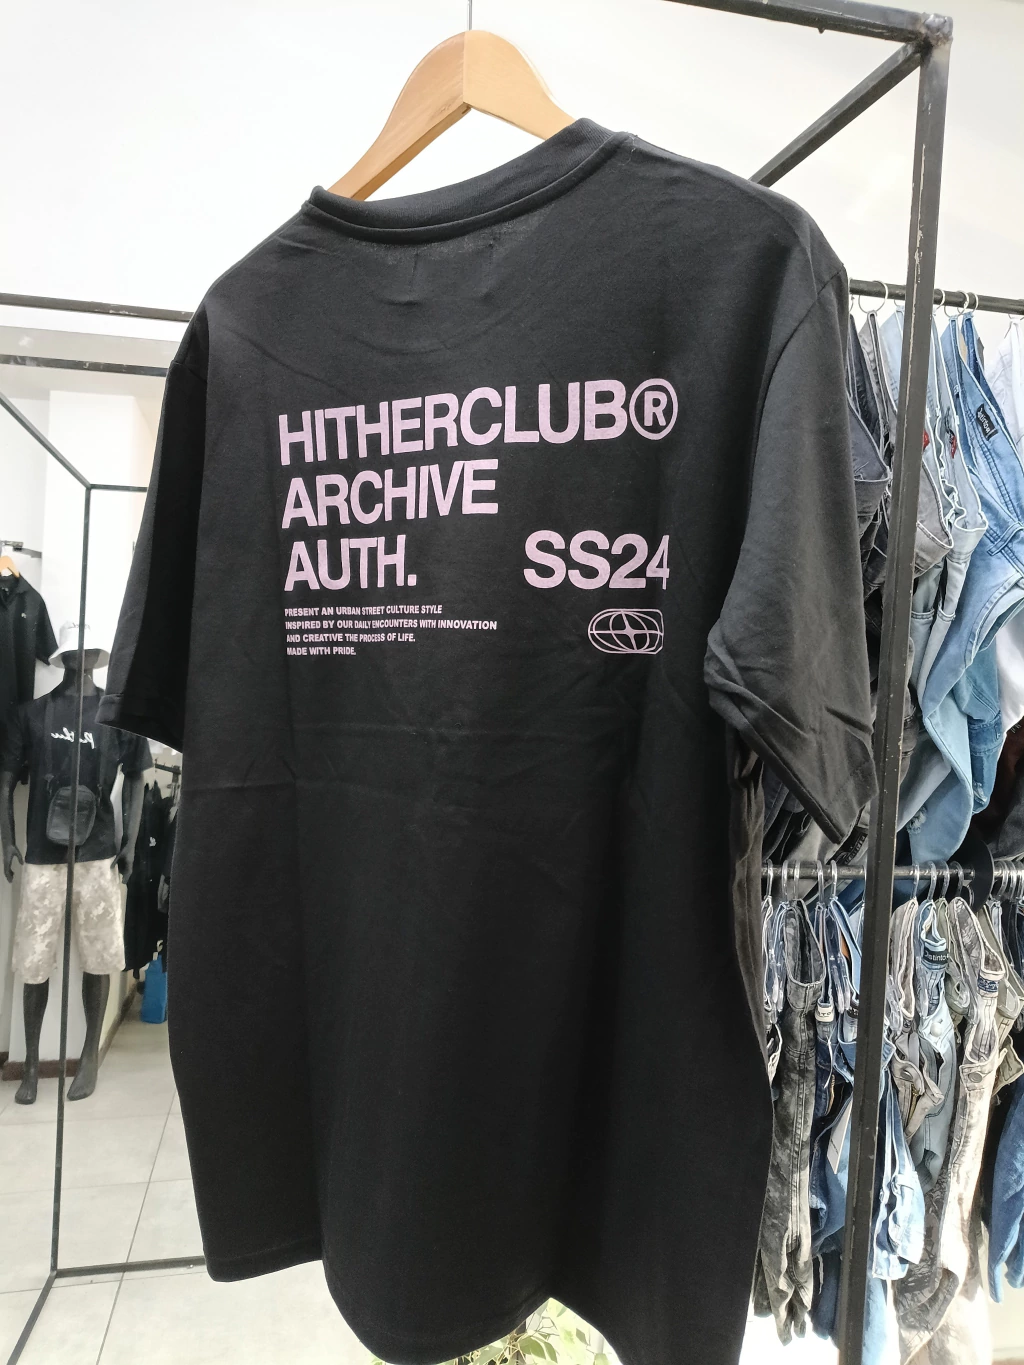 HITHERCLUB®
ARCHIVE
AUTH. SS24
PRESENT AN URBAN STREET CULTURE STYLE
INSPIRED BY OUR DAILY ENCOUNTERS WITH INNOVATION
AND CREATIVE THE PROCESS OF LIFE.
MADE WITH PRIDE.